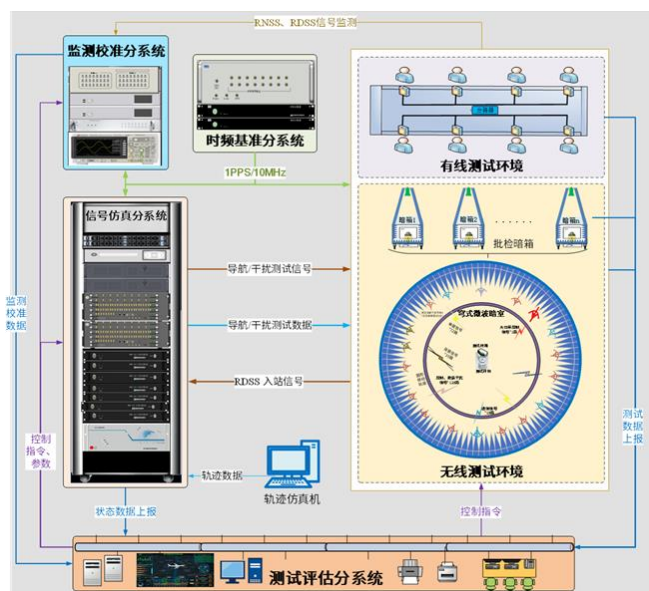 RNSS、RDSS信号监测
监测校准分系统
时频基准分系统
1PPS/10MHz
有线测试环境
信号仿真分系统
暗箱1
暗箱2
······
暗箱n
批检暗箱
导航/干扰测试信号
导航/干扰测试数据
RDSS 入站信号
穹式微波暗室
无线测试环境
监测
校准
数据
控制
指令、
参数
测试
数据
上报
轨迹数据
轨迹仿真机
状态数据上报
控制指令
测试评估分系统